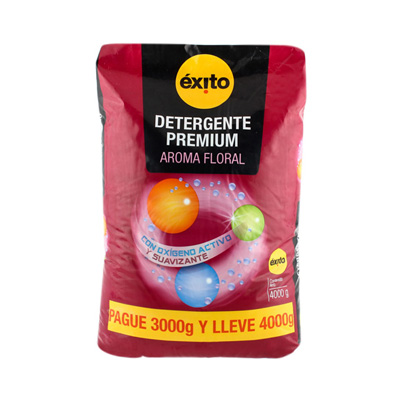 éxito
DETERGENTE
PREMIUM
AROMA FLORAL
CON OXÍGENO ACTIVO
Y SUAVIZANTE
éxito
4000 g
PAGUE 3000g Y LLEVE 4000g